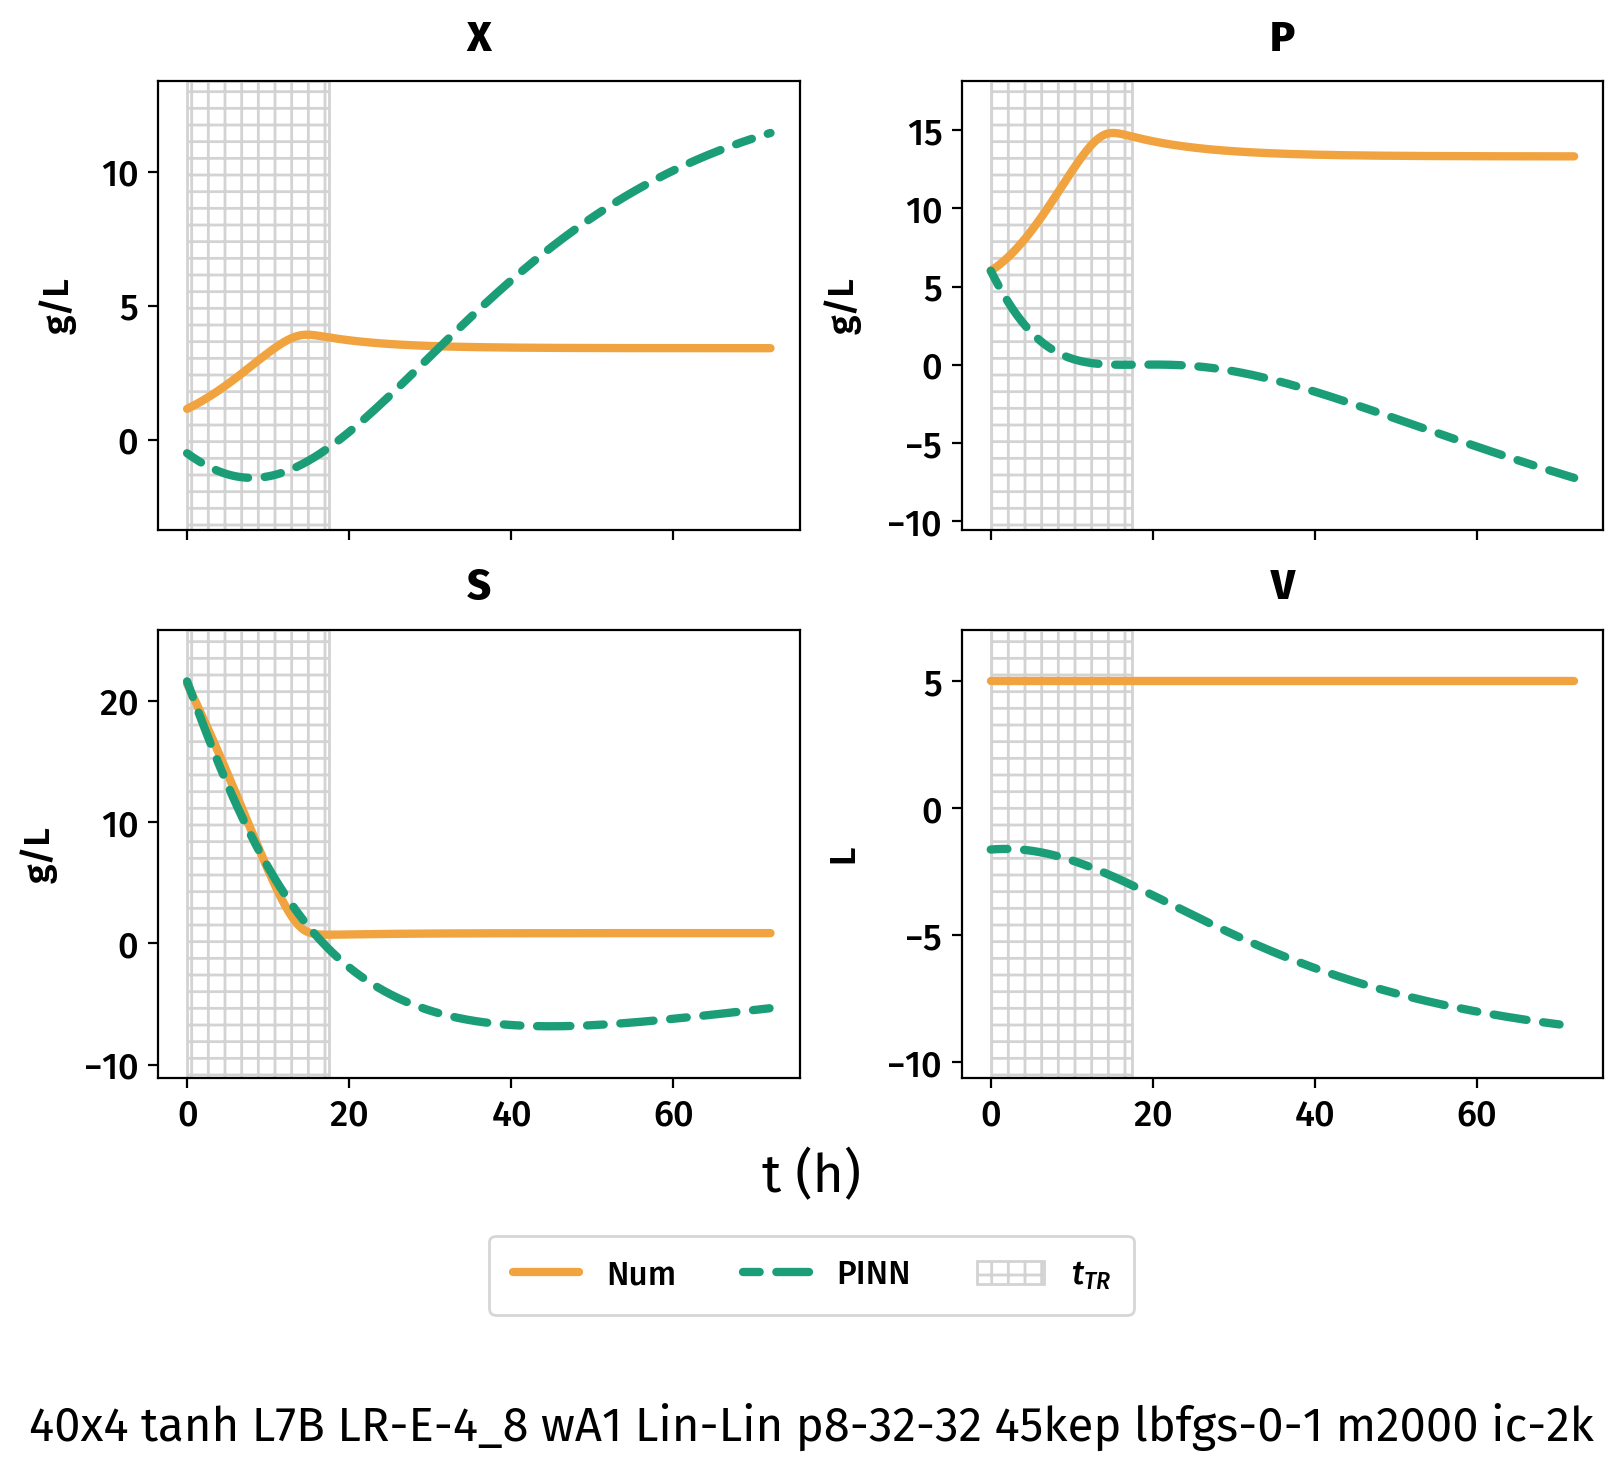 X
P
10
5
0
g/L
15
10
5
0
−5
−10
g/L
S
V
20
10
0
−10
g/L
5
0
−5
−10
L
0 20 40 60
0 20 40 60
t (h)
Num PINN t_TR
40x4 tanh L7B LR-E-4_8 wA1 Lin-Lin p8-32-32 45kep lbfgs-0-1 m2000 ic-2k